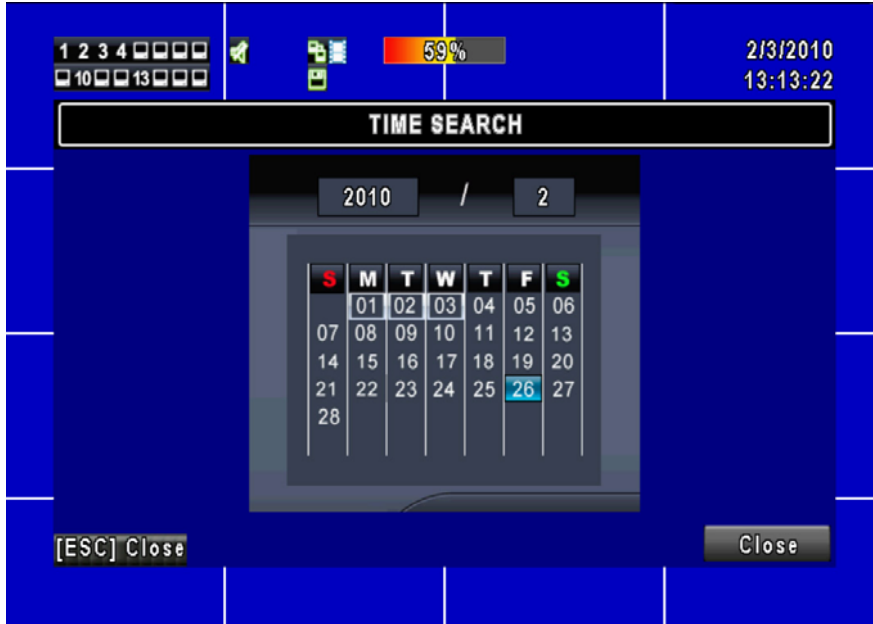 1 2 3 4
59%
2/3/2010
10 13
13:13:22
TIME SEARCH
2010 / 2
S M T W T F S
01 02 03 04 05 06
07 08 09 10 11 12 13
14 15 16 17 18 19 20
21 22 23 24 25 26 27
28
[ESC] Close
Close